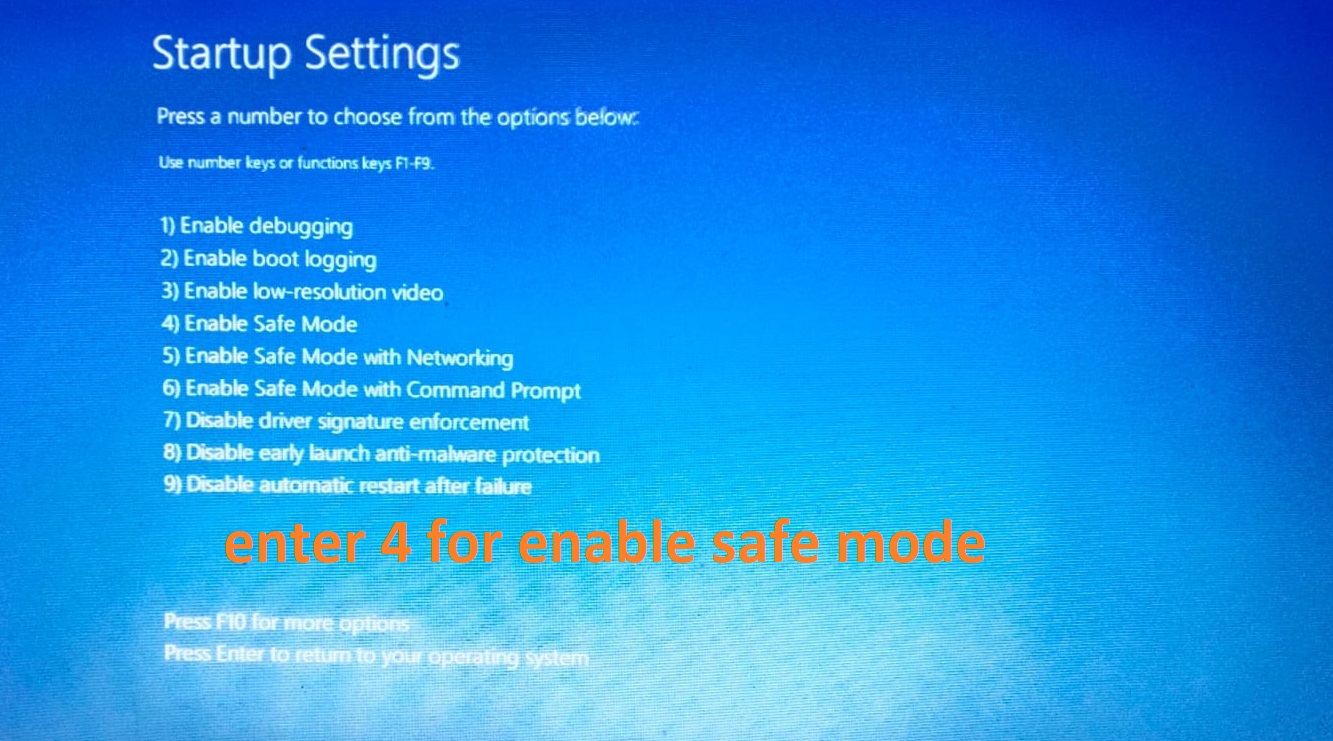 Startup Settings
Press a number to choose from the options below:
Use number keys or functions keys F1-F9.
1) Enable debugging
2) Enable boot logging
3) Enable low-resolution video
4) Enable Safe Mode
5) Enable Safe Mode with Networking
6) Enable Safe Mode with Command Prompt
7) Disable driver signature enforcement
8) Disable early launch anti-malware protection
9) Disable automatic restart after failure
enter 4 for enable safe mode
Press F10 for more options
Press Enter to return to your operating system